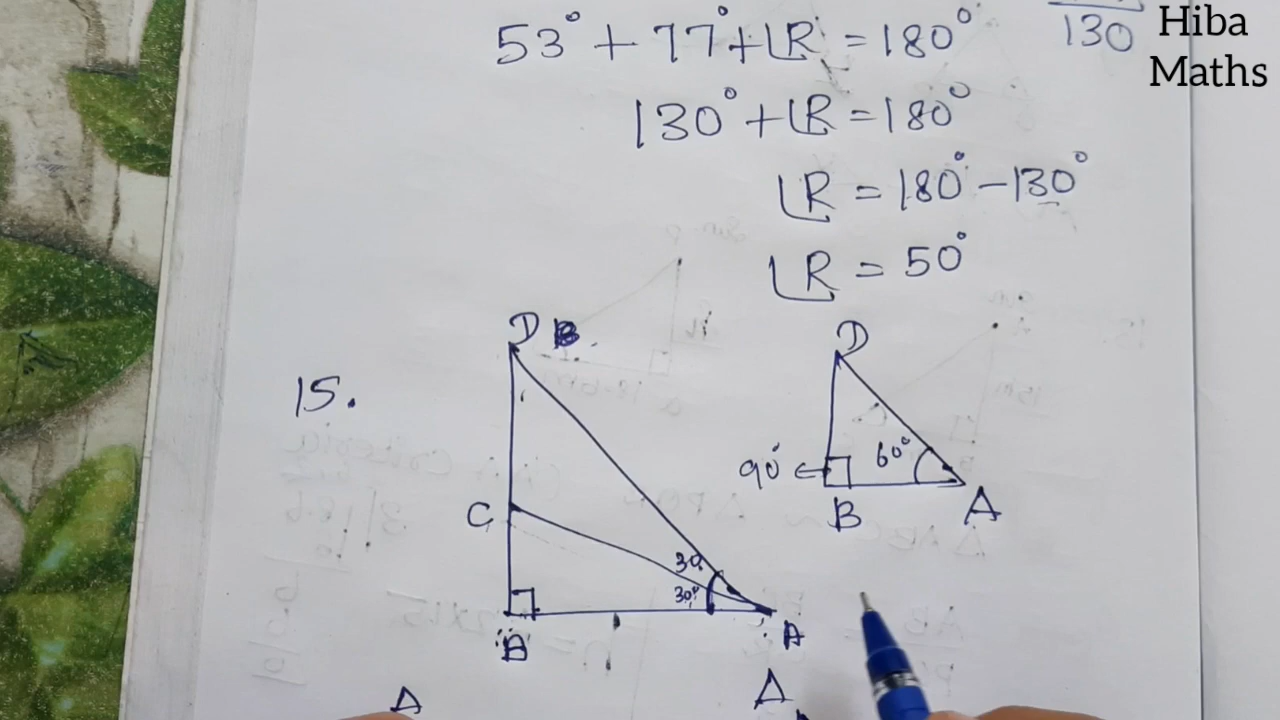 Hiba
Maths
130
53° + 77° + ∠R = 180°
130° + ∠R = 180°
∠R = 180° - 130°
∠R = 50°
15.
D
C
B
A
30°
30°
D
90°
60°
B
A
A
A